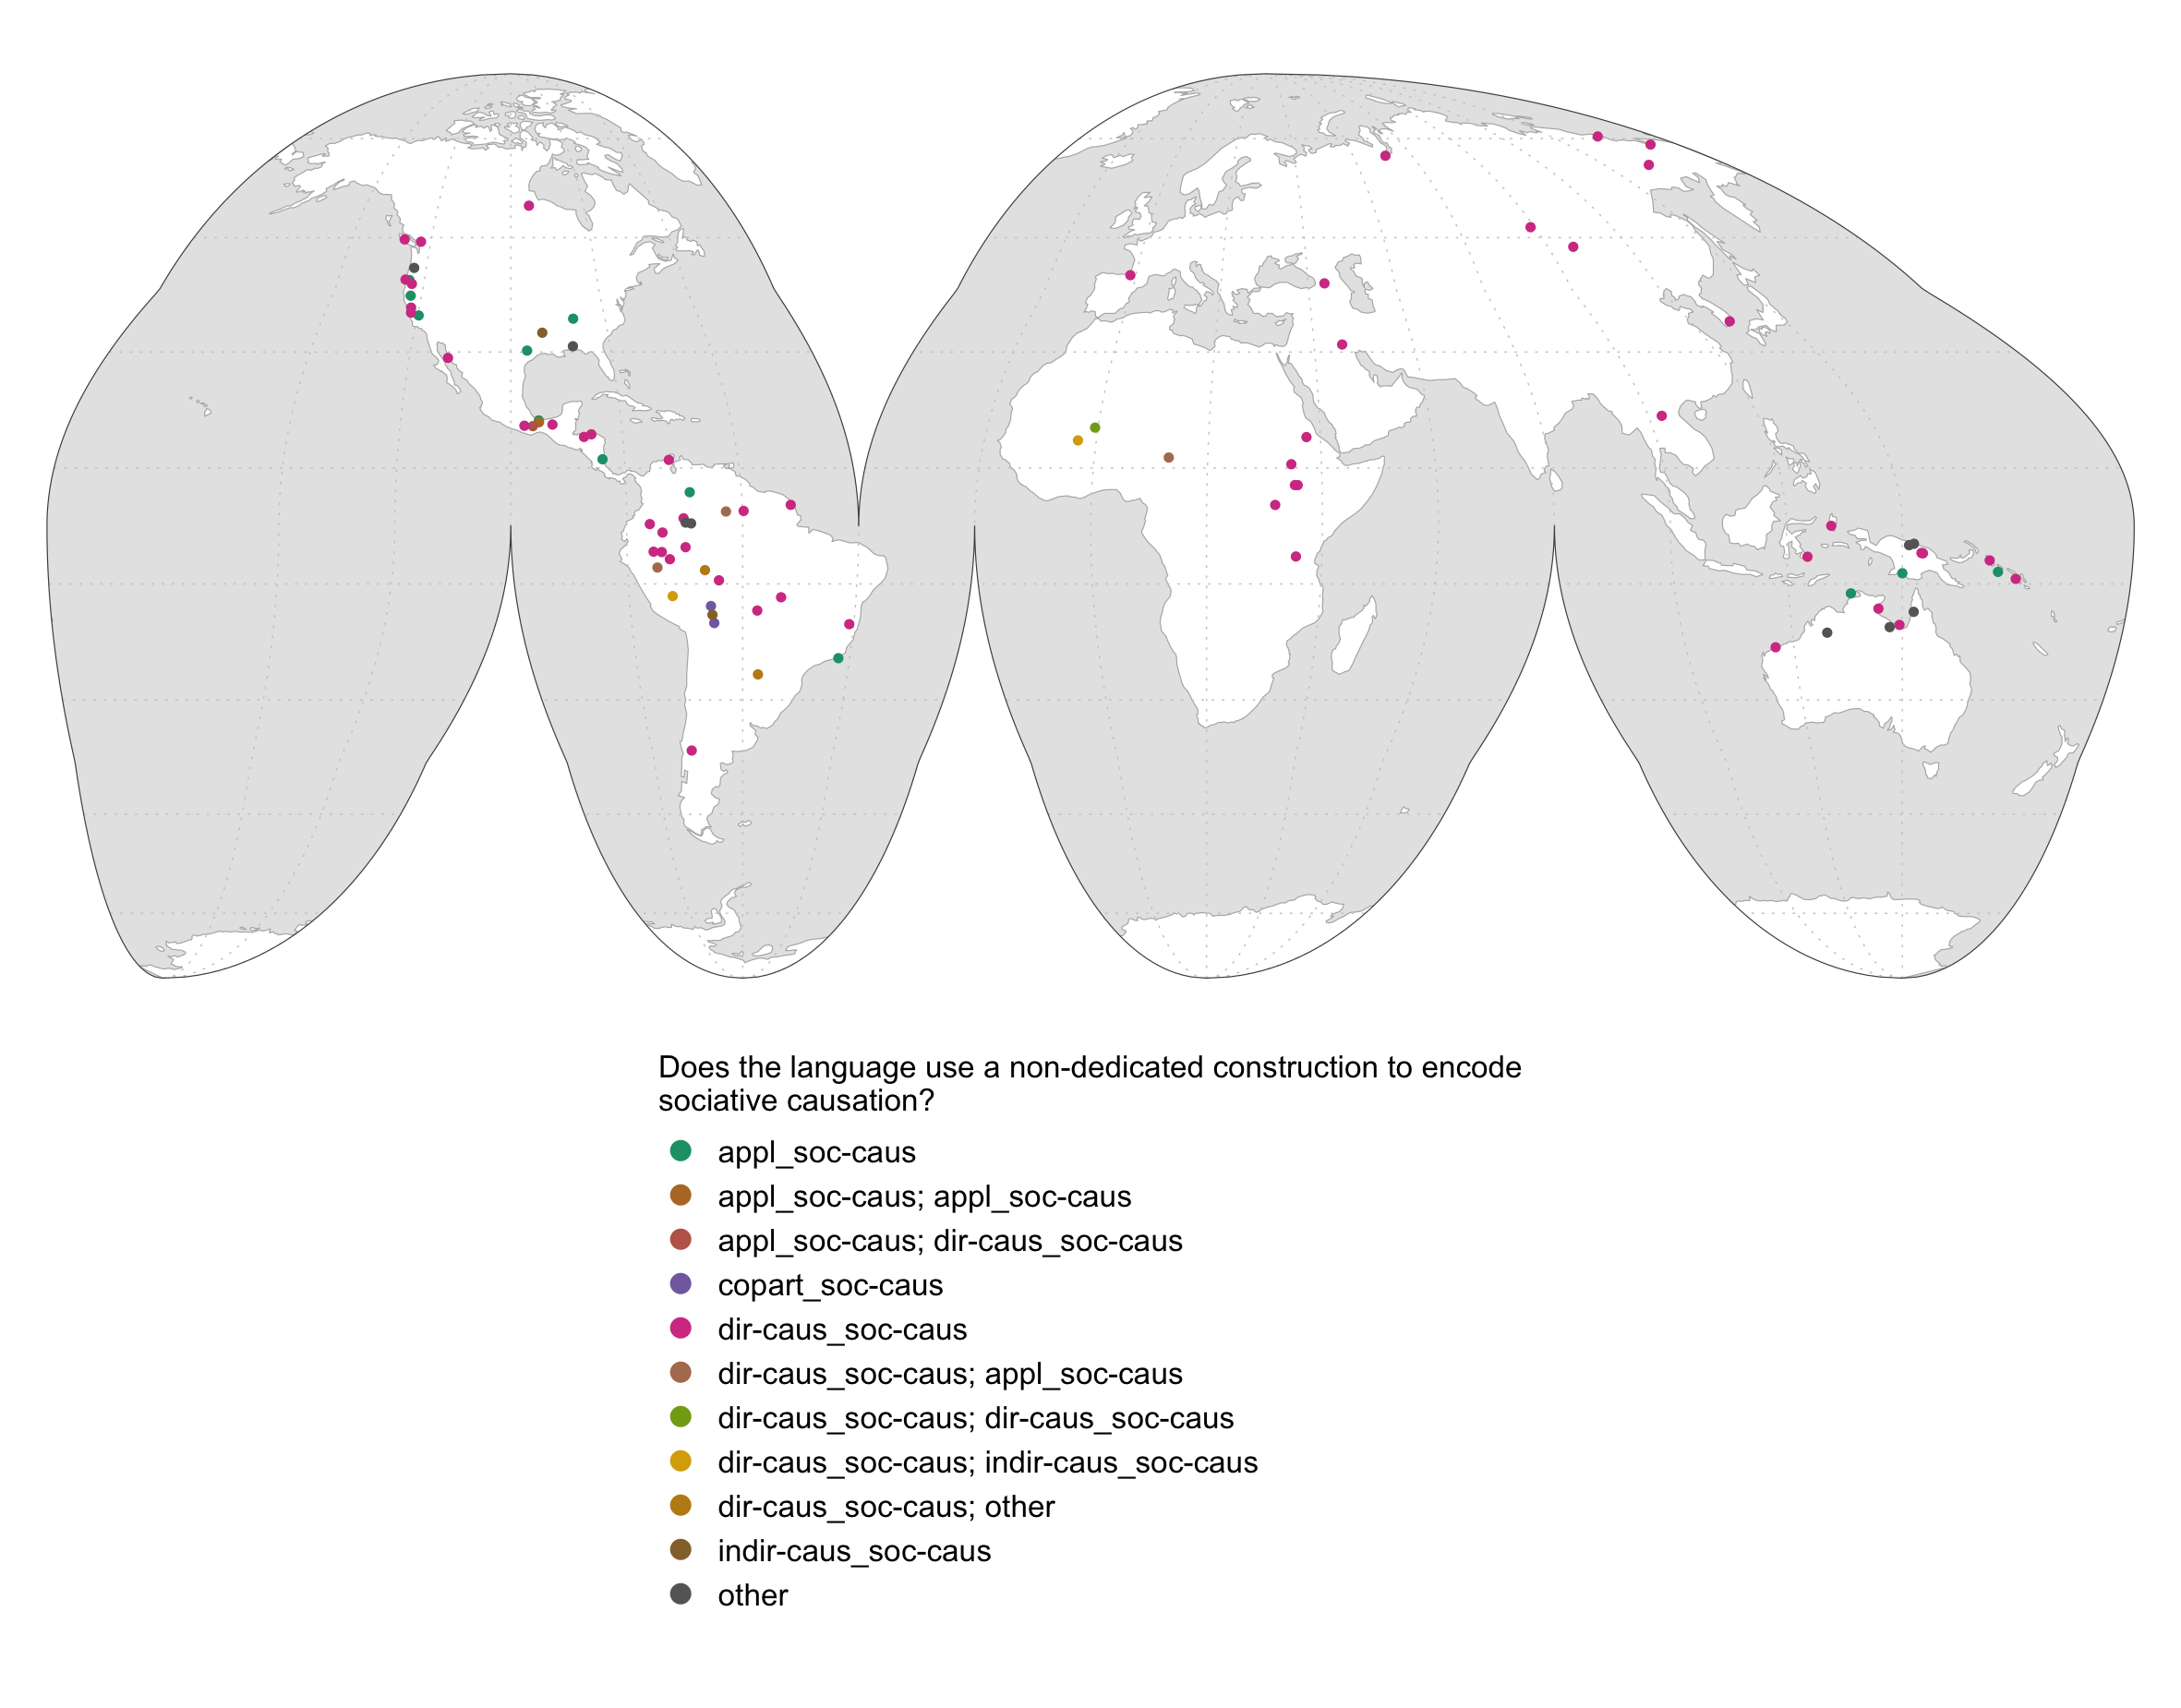 Does the language use a non-dedicated construction to encode
sociative causation?
appl_soc-caus
appl_soc-caus; appl_soc-caus
appl_soc-caus; dir-caus_soc-caus
copart_soc-caus
dir-caus_soc-caus
dir-caus_soc-caus; appl_soc-caus
dir-caus_soc-caus; dir-caus_soc-caus
dir-caus_soc-caus; indir-caus_soc-caus
dir-caus_soc-caus; other
indir-caus_soc-caus
other